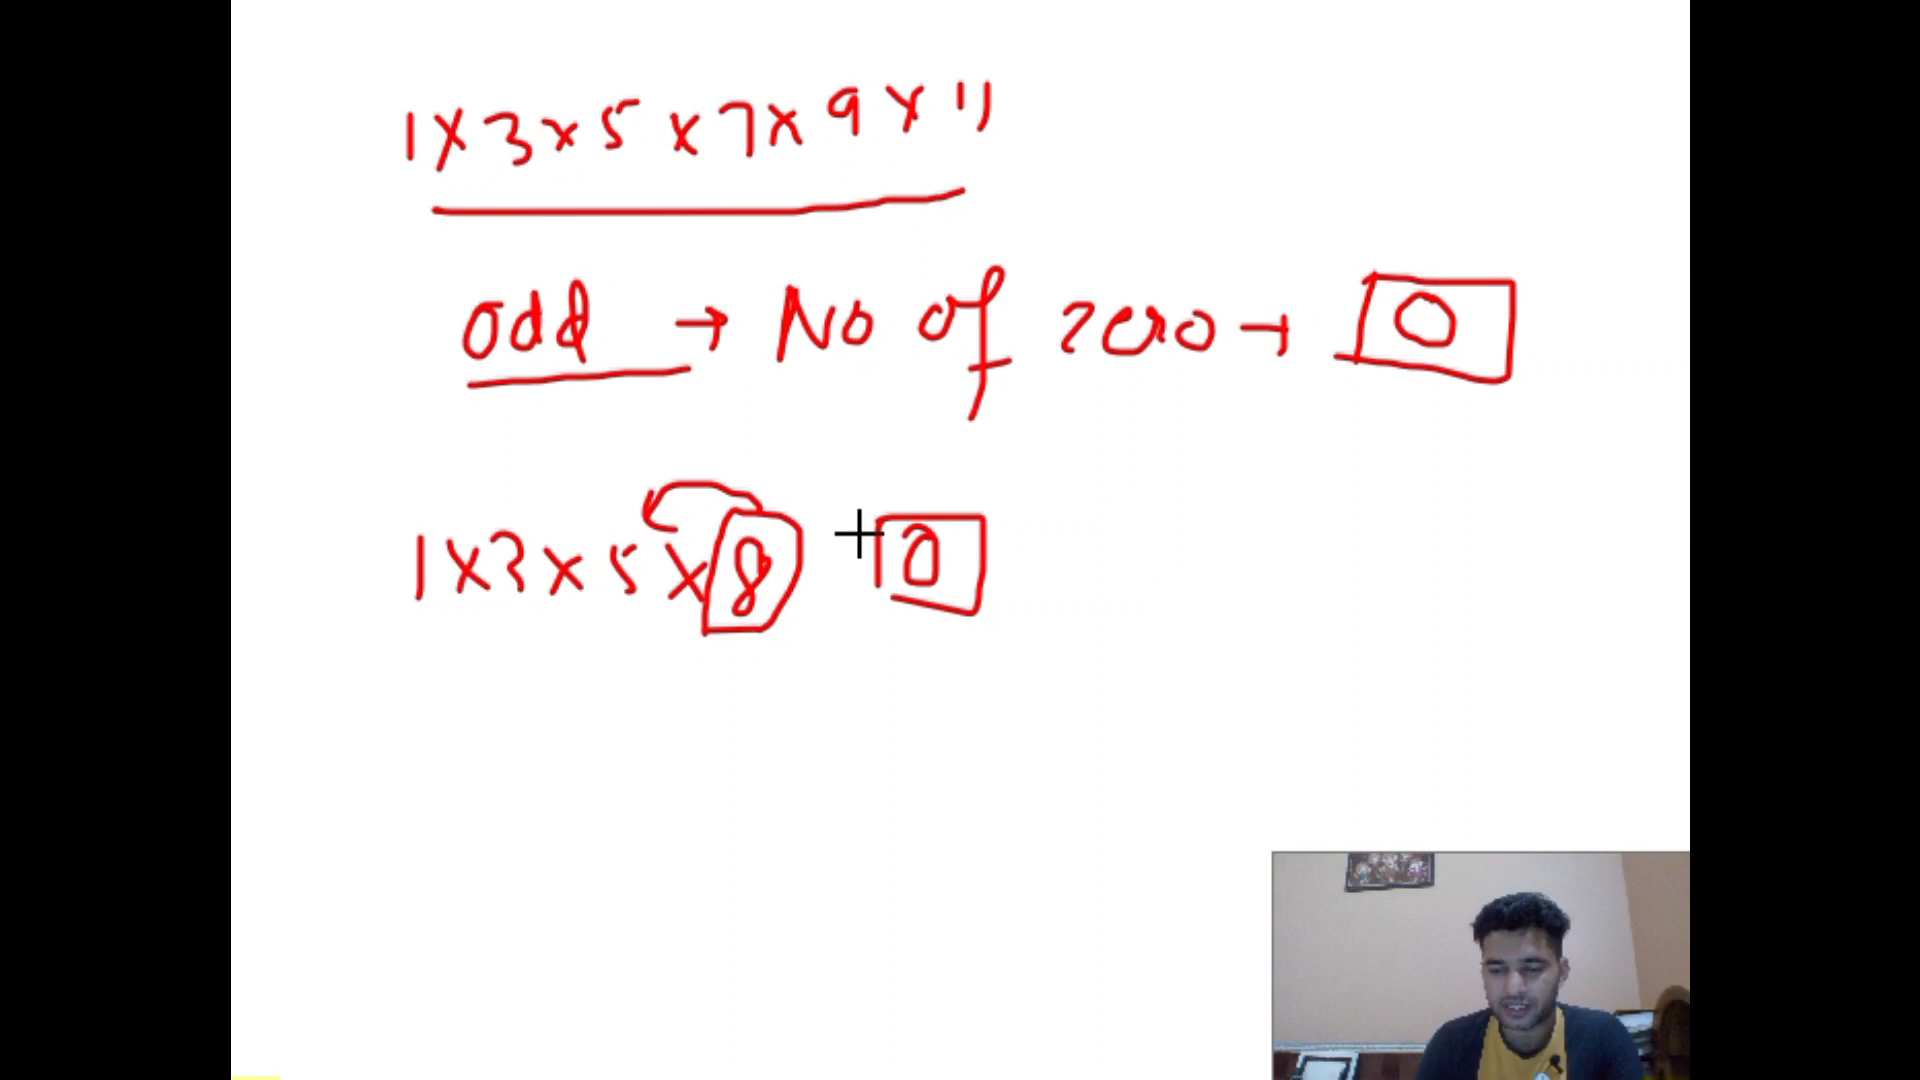 1 x 3 x 5 x 7 x 9 x 11
odd → No of zero → 0
1 x 3 x 5 x 8 0